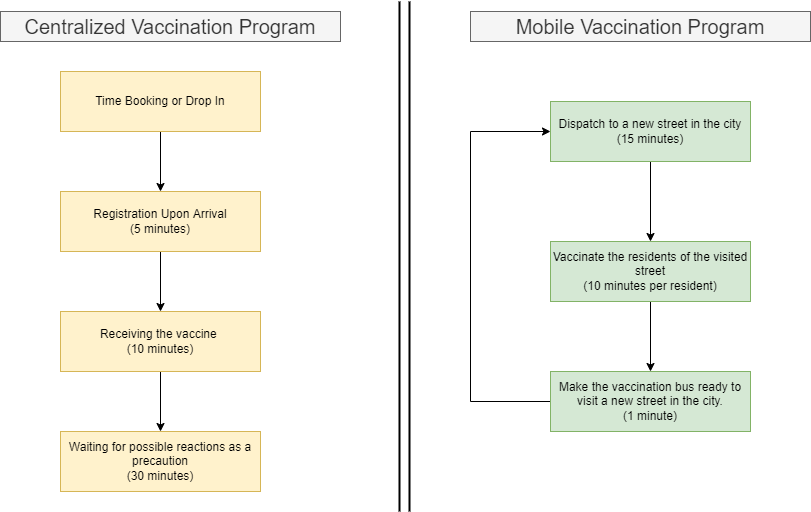 Centralized Vaccination Program
Time Booking or Drop In
Registration Upon Arrival
(5 minutes)
Receiving the vaccine
(10 minutes)
Waiting for possible reactions as a
precaution
(30 minutes)
Mobile Vaccination Program
Dispatch to a new street in the city
(15 minutes)
Vaccinate the residents of the visited
street
(10 minutes per resident)
Make the vaccination bus ready to
visit a new street in the city.
(1 minute)